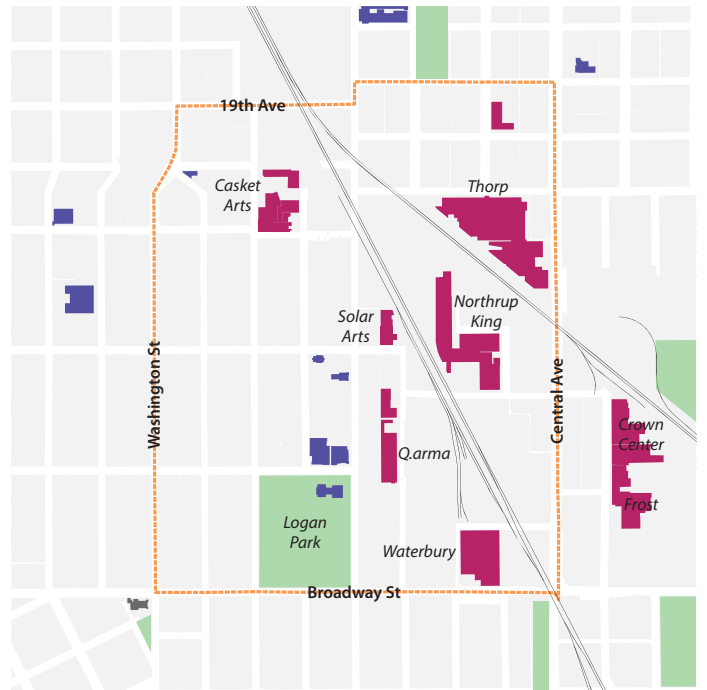 19th Ave
Casket
Arts
Thorp
Solar
Arts
Northrup
King
Washington St
Central Ave
Crown
Center
Q.arma
Frost
Logan
Park
Waterbury
Broadway St